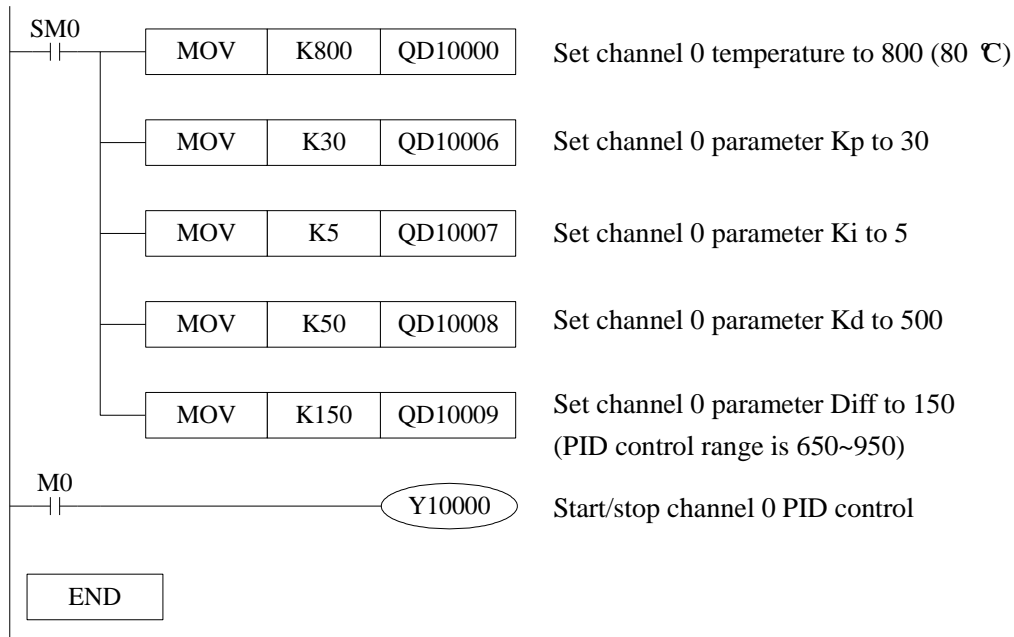 SM0
MOV K800 QD10000 Set channel 0 temperature to 800 (80 ℃)
MOV K30 QD10006 Set channel 0 parameter Kp to 30
MOV K5 QD10007 Set channel 0 parameter Ki to 5
MOV K50 QD10008 Set channel 0 parameter Kd to 500
MOV K150 QD10009 Set channel 0 parameter Diff to 150
(PID control range is 650~950)
M0
Y10000 Start/stop channel 0 PID control
END